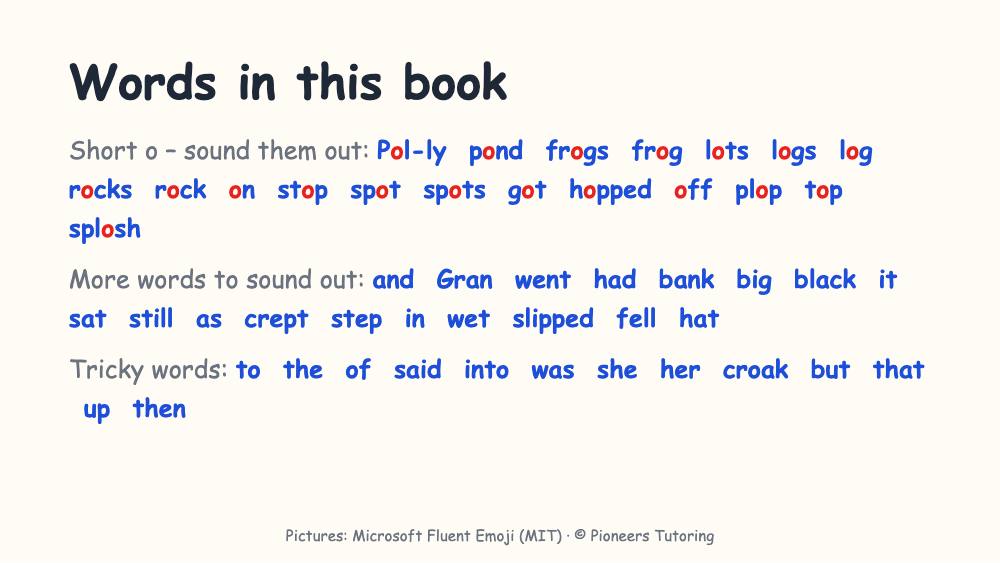 Words in this book
Short o – sound them out: Pol-ly pond frogs frog lots logs log
rocks rock on stop spot spots got hopped off plop top
splosh
More words to sound out: and Gran went had bank big black it
sat still as crept step in wet slipped fell hat
Tricky words: to the of said into was she her croak but that
up then
Pictures: Microsoft Fluent Emoji (MIT) · © Pioneers Tutoring